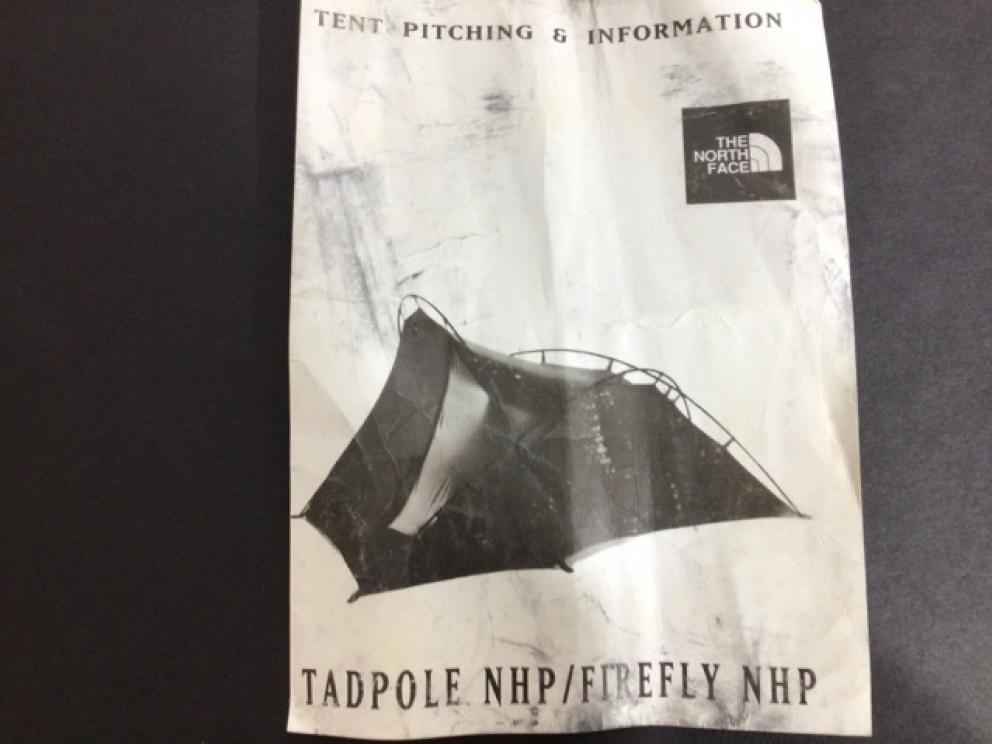 TENT PITCHING & INFORMATION
THE
NORTH
FACE
TADPOLE NHP/FIREFLY NHP